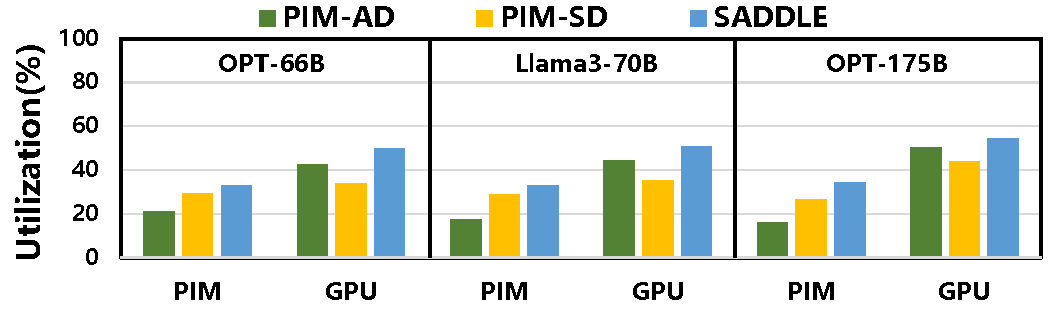 PIM-AD PIM-SD SADDLE
Utilization(%)
100
80
60
40
20
0
OPT-66B Llama3-70B OPT-175B
PIM GPU PIM GPU PIM GPU